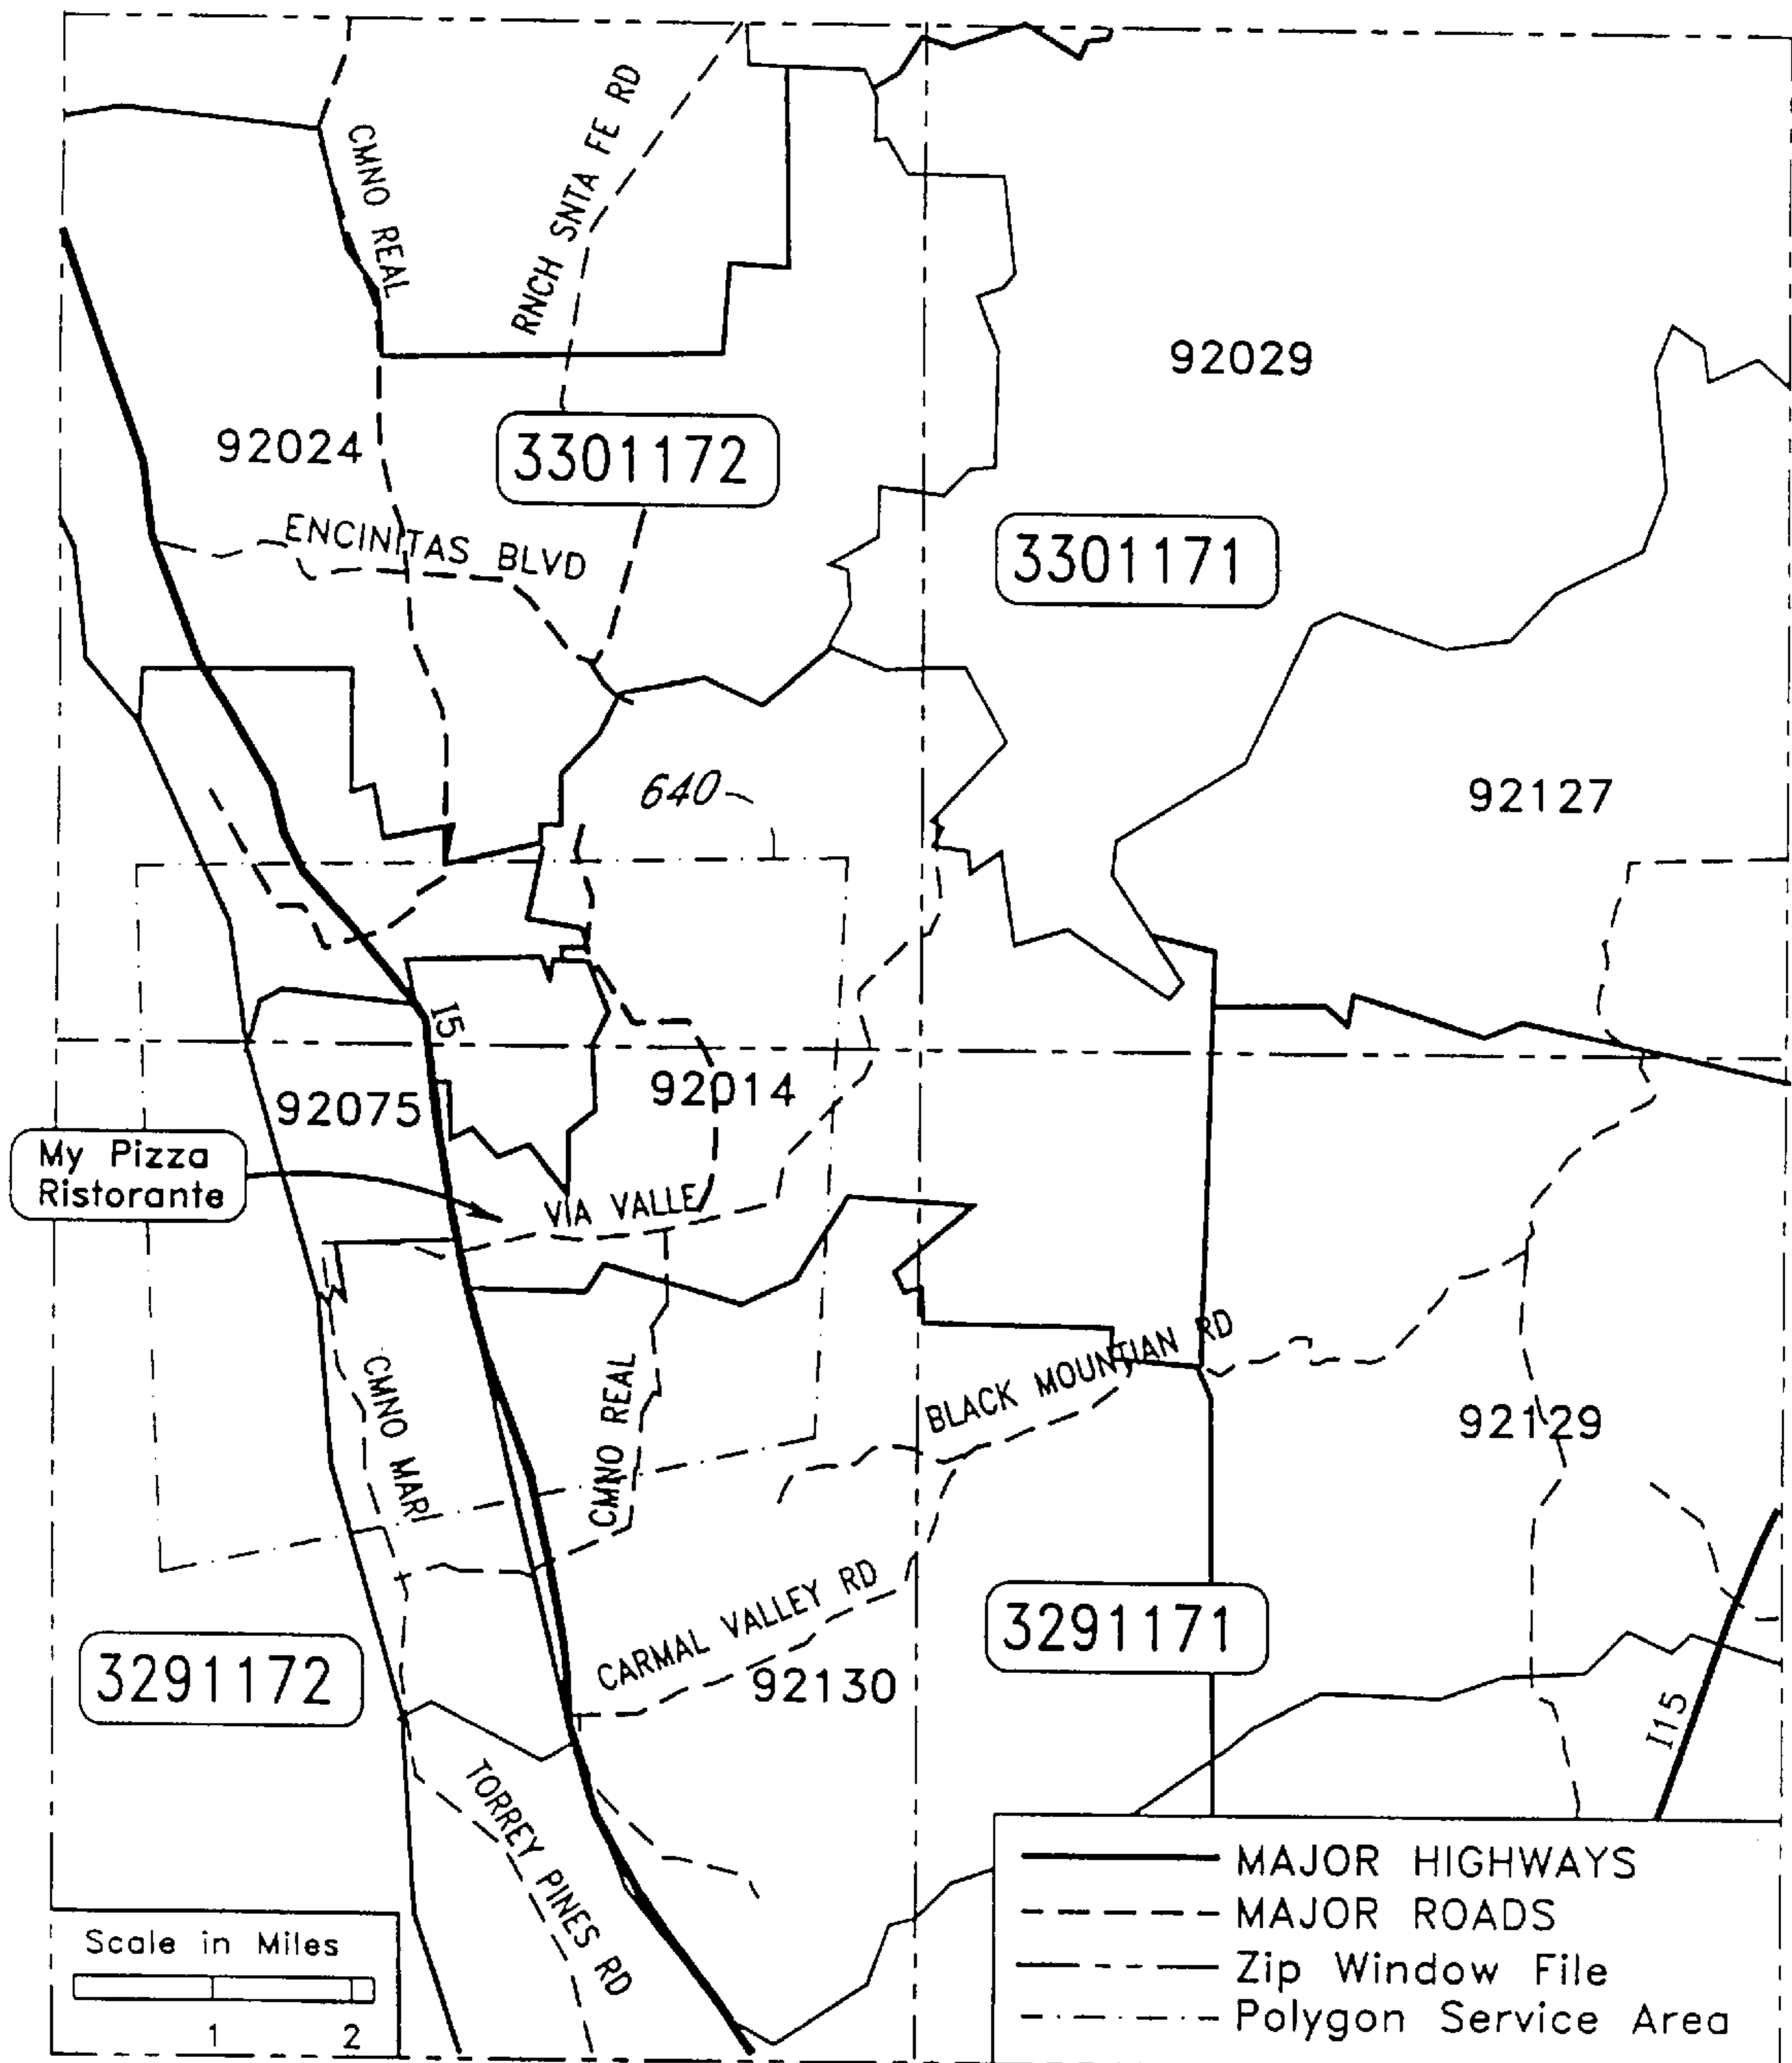 CMNO REAL
RNCH SNTA FE RD
92029
92024
3301172
ENCINITAS BLVD
3301171
640
92127
I5
92014
92075
My Pizza
Ristorante
VIA VALLE
BLACK MOUNTIAN RD
CMNO MARI
CMNO REAL
92129
CARMAL VALLEY RD
3291171
3291172
92130
I15
TORREY PINES RD
MAJOR HIGHWAYS
MAJOR ROADS
Zip Window File
Polygon Service Area
Scale in Miles
1 2